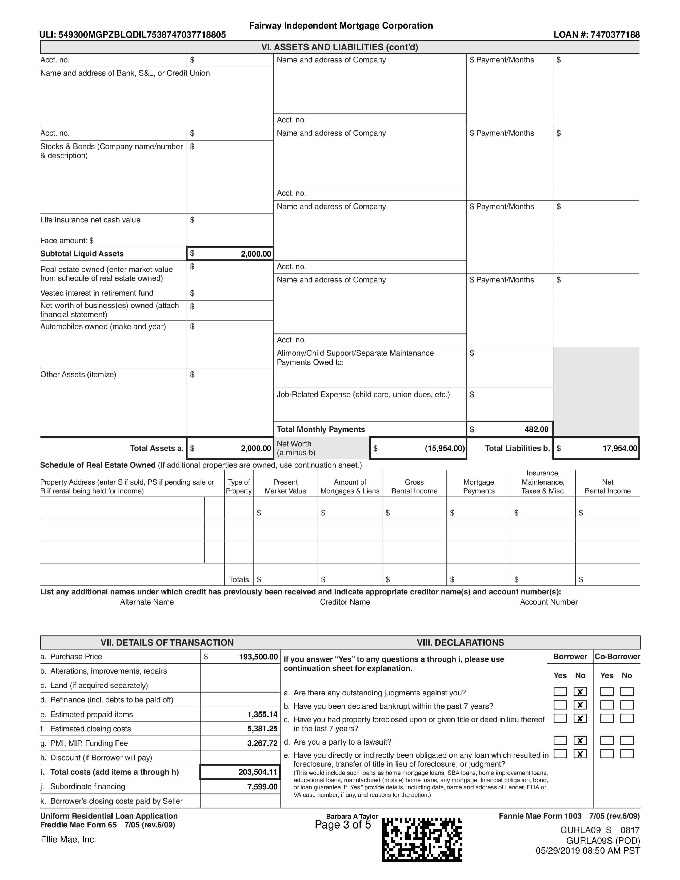 Fairway Independent Mortgage Corporation
ULI: 549300MGPZBLQDIL7538747037718805 LOAN #: 7470377188
VI. ASSETS AND LIABILITIES (cont'd)
Acct. no. $ Name and address of Company $ Payment/Months $
Name and address of Bank, S&L, or Credit Union
Acct. no.
Acct. no. $ Name and address of Company $ Payment/Months $
Stocks & Bonds (Company name/number $
& description)
Acct. no.
Name and address of Company $ Payment/Months $
Life insurance net cash value $
Face amount: $
Subtotal Liquid Assets $ 2,000.00
Real estate owned (enter market value $ Acct. no.
from schedule of real estate owned) Name and address of Company $ Payment/Months $
Vested interest in retirement fund $
Net worth of business(es) owned (attach $
financial statement)
Automobiles owned (make and year) $
Acct. no.
Alimony/Child Support/Separate Maintenance $
Payments Owed to:
Other Assets (itemize) $
Job-Related Expense (child care, union dues, etc.) $
Total Monthly Payments $ 482.00
Total Assets a. $ 2,000.00 Net Worth $ (15,954.00) Total Liabilities b. $ 17,954.00
(a minus b)
Schedule of Real Estate Owned (If additional properties are owned, use continuation sheet.)
Insurance,
Property Address (enter S if sold, PS if pending sale or Type of Present Amount of Gross Mortgage Maintenance, Net
R if rental being held for income) Property Market Value Mortgages & Liens Rental Income Payments Taxes & Misc. Rental Income
$ $ $ $ $ $
Totals $ $ $ $ $ $
List any additional names under which credit has previously been received and indicate appropriate creditor name(s) and account number(s):
Alternate Name Creditor Name Account Number
VII. DETAILS OF TRANSACTION VIII. DECLARATIONS
a. Purchase Price $ 193,500.00 If you answer "Yes" to any questions a through i, please use Borrower Co-Borrower
continuation sheet for explanation.
b. Alterations, improvements, repairs Yes No Yes No
c. Land (if acquired separately)
a. Are there any outstanding judgments against you? X
d. Refinance (incl. debts to be paid off)
b. Have you been declared bankrupt within the past 7 years? X
e. Estimated prepaid items 1,355.14
c. Have you had property foreclosed upon or given title or deed in lieu thereof X
in the last 7 years?
f. Estimated closing costs 5,381.25
g. PMI, MIP, Funding Fee 3,267.72 d. Are you a party to a lawsuit? X
h. Discount (if Borrower will pay) e. Have you directly or indirectly been obligated on any loan which resulted in X
foreclosure, transfer of title in lieu of foreclosure, or judgment?
i. Total costs (add items a through h) 203,504.11
(This would include such loans as home mortgage loans, SBA loans, home improvement loans,
educational loans, manufactured (mobile) home loans, any mortgage, financial obligation, bond,
j. Subordinate financing 7,599.00 or loan guarantee. If "Yes" provide details, including date, name and address of Lender, FHA or
VA case number, if any, and reasons for the action.)
k. Borrower's closing costs paid by Seller
Uniform Residential Loan Application Barbara A Taylor Fannie Mae Form 1003 7/05 (rev.6/09)
Freddie Mac Form 65 7/05 (rev.6/09) Page 3 of 5
GURLA09_S 0817
Ellie Mae, Inc. GURLA09S (POD)
05/29/2019 08:50 AM PST